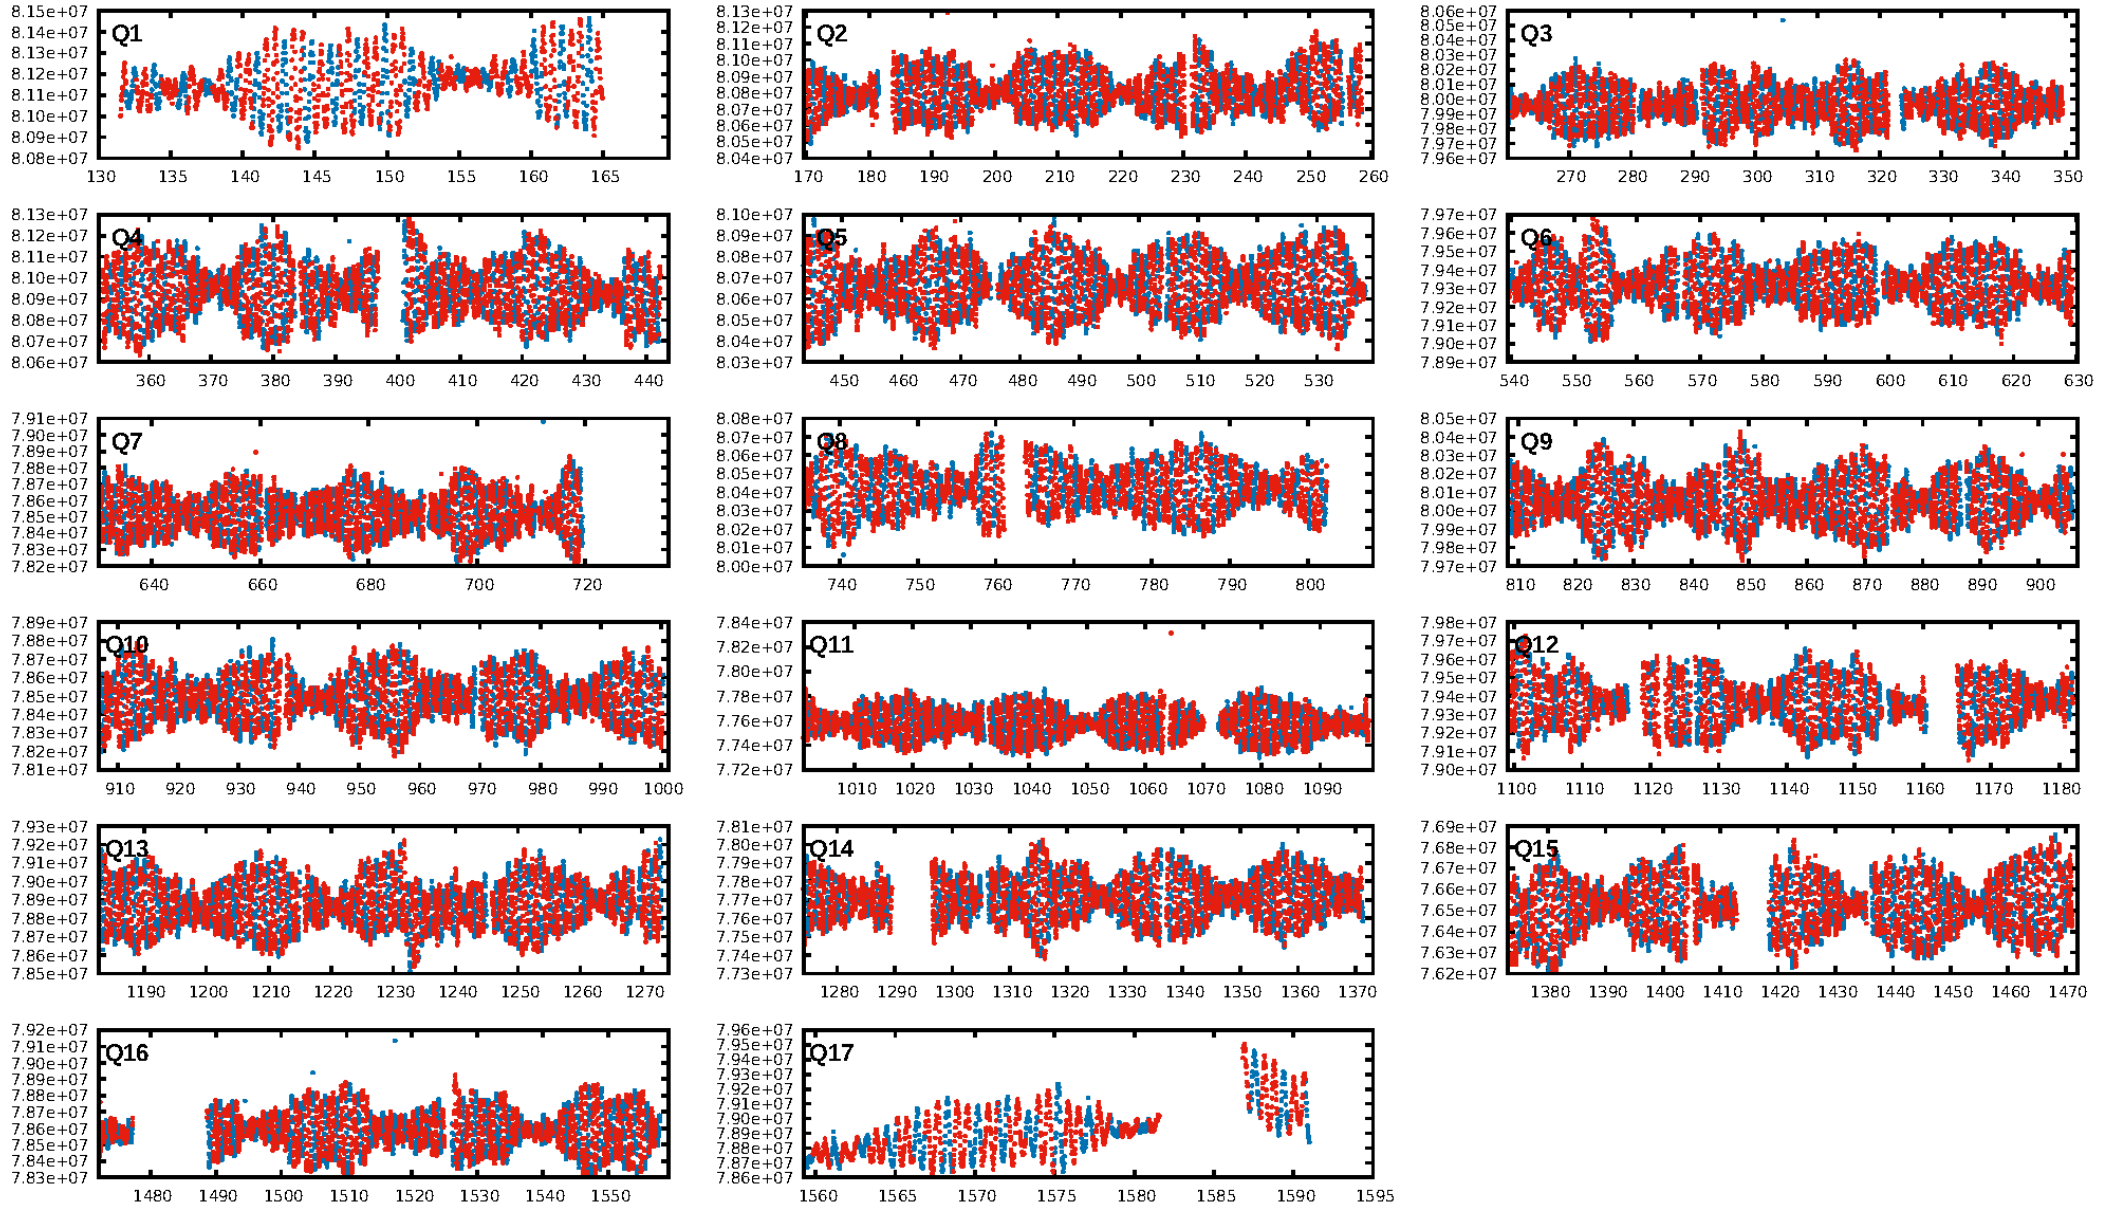 8.15e+07
8.14e+07
8.13e+07
8.12e+07
8.11e+07
8.10e+07
8.09e+07
8.08e+07
Q1
130 135 140 145 150 155 160 165
8.13e+07
8.11e+07
8.10e+07
8.09e+07
8.08e+07
8.07e+07
8.06e+07
8.05e+07
8.04e+07
Q2
170 180 190 200 210 220 230 240 250 260
8.06e+07
8.05e+07
8.04e+07
8.03e+07
8.02e+07
8.01e+07
8.00e+07
7.99e+07
7.98e+07
7.97e+07
7.96e+07
Q3
270 280 290 300 310 320 330 340 350
8.13e+07
8.12e+07
8.11e+07
8.10e+07
8.09e+07
8.08e+07
8.07e+07
8.06e+07
Q4
360 370 380 390 400 410 420 430 440
8.10e+07
8.09e+07
8.08e+07
8.07e+07
8.06e+07
8.05e+07
8.04e+07
8.03e+07
Q5
450 460 470 480 490 500 510 520 530
7.97e+07
7.96e+07
7.95e+07
7.94e+07
7.93e+07
7.92e+07
7.91e+07
7.90e+07
7.89e+07
Q6
540 550 560 570 580 590 600 610 620 630
7.91e+07
7.90e+07
7.89e+07
7.88e+07
7.87e+07
7.86e+07
7.85e+07
7.84e+07
7.83e+07
7.82e+07
Q7
640 660 680 700 720
8.08e+07
8.07e+07
8.06e+07
8.05e+07
8.04e+07
8.03e+07
8.02e+07
8.01e+07
8.00e+07
Q8
740 750 760 770 780 790 800
8.05e+07
8.04e+07
8.03e+07
8.02e+07
8.01e+07
8.00e+07
7.99e+07
7.98e+07
7.97e+07
Q9
810 820 830 840 850 860 870 880 890 900
7.89e+07
7.88e+07
7.87e+07
7.86e+07
7.85e+07
7.84e+07
7.83e+07
7.82e+07
7.81e+07
Q10
910 920 930 940 950 960 970 980 990 1000
7.84e+07
7.82e+07
7.80e+07
7.78e+07
7.76e+07
7.74e+07
7.72e+07
Q11
1010 1020 1030 1040 1050 1060 1070 1080 1090
7.98e+07
7.97e+07
7.96e+07
7.95e+07
7.94e+07
7.93e+07
7.92e+07
7.91e+07
7.90e+07
Q12
1100 1110 1120 1130 1140 1150 1160 1170 1180
7.93e+07
7.92e+07
7.91e+07
7.90e+07
7.89e+07
7.88e+07
7.87e+07
7.86e+07
7.85e+07
Q13
1190 1200 1210 1220 1230 1240 1250 1260 1270
7.81e+07
7.80e+07
7.79e+07
7.78e+07
7.77e+07
7.76e+07
7.75e+07
7.74e+07
7.73e+07
Q14
1280 1290 1300 1310 1320 1330 1340 1350 1360 1370
7.69e+07
7.68e+07
7.67e+07
7.66e+07
7.65e+07
7.64e+07
7.63e+07
7.62e+07
Q15
1380 1390 1400 1410 1420 1430 1440 1450 1460 1470
7.92e+07
7.91e+07
7.90e+07
7.89e+07
7.88e+07
7.87e+07
7.86e+07
7.85e+07
7.84e+07
7.83e+07
Q16
1480 1490 1500 1510 1520 1530 1540 1550
7.96e+07
7.95e+07
7.94e+07
7.93e+07
7.92e+07
7.91e+07
7.90e+07
7.89e+07
7.88e+07
7.87e+07
7.86e+07
Q17
1560 1565 1570 1575 1580 1585 1590 1595